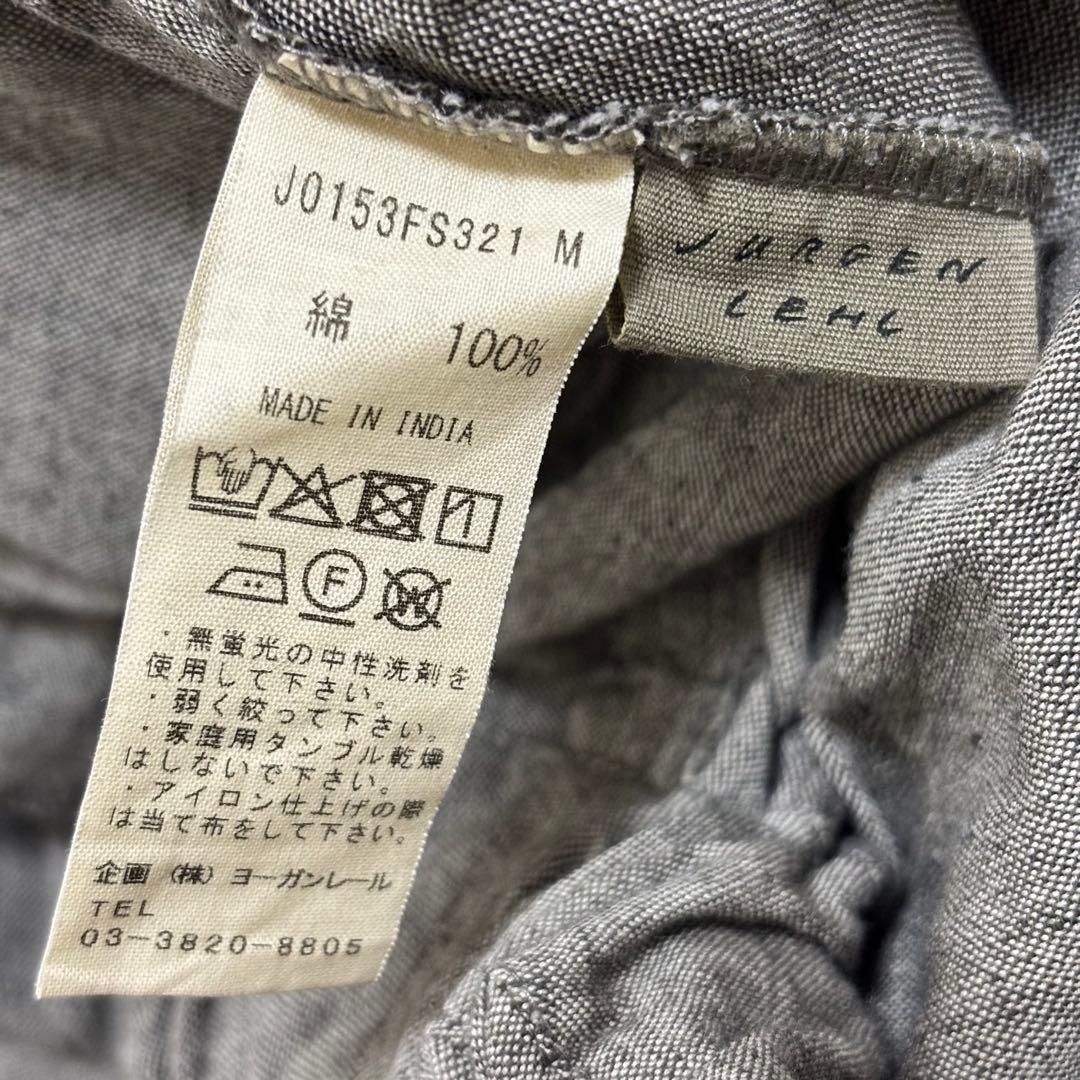 J0153FS321 M
綿 100%
MADE IN INDIA
F
W
・無蛍光の中性洗剤を
使用して下さい。
・弱く絞って下さい。
・家庭用タンブル乾燥
はしないで下さい。
・アイロン仕上げの際
は当て布をして下さい。
企画(株)ヨーガンレール
TEL
03-3820-8805
JURGEN
LEHL